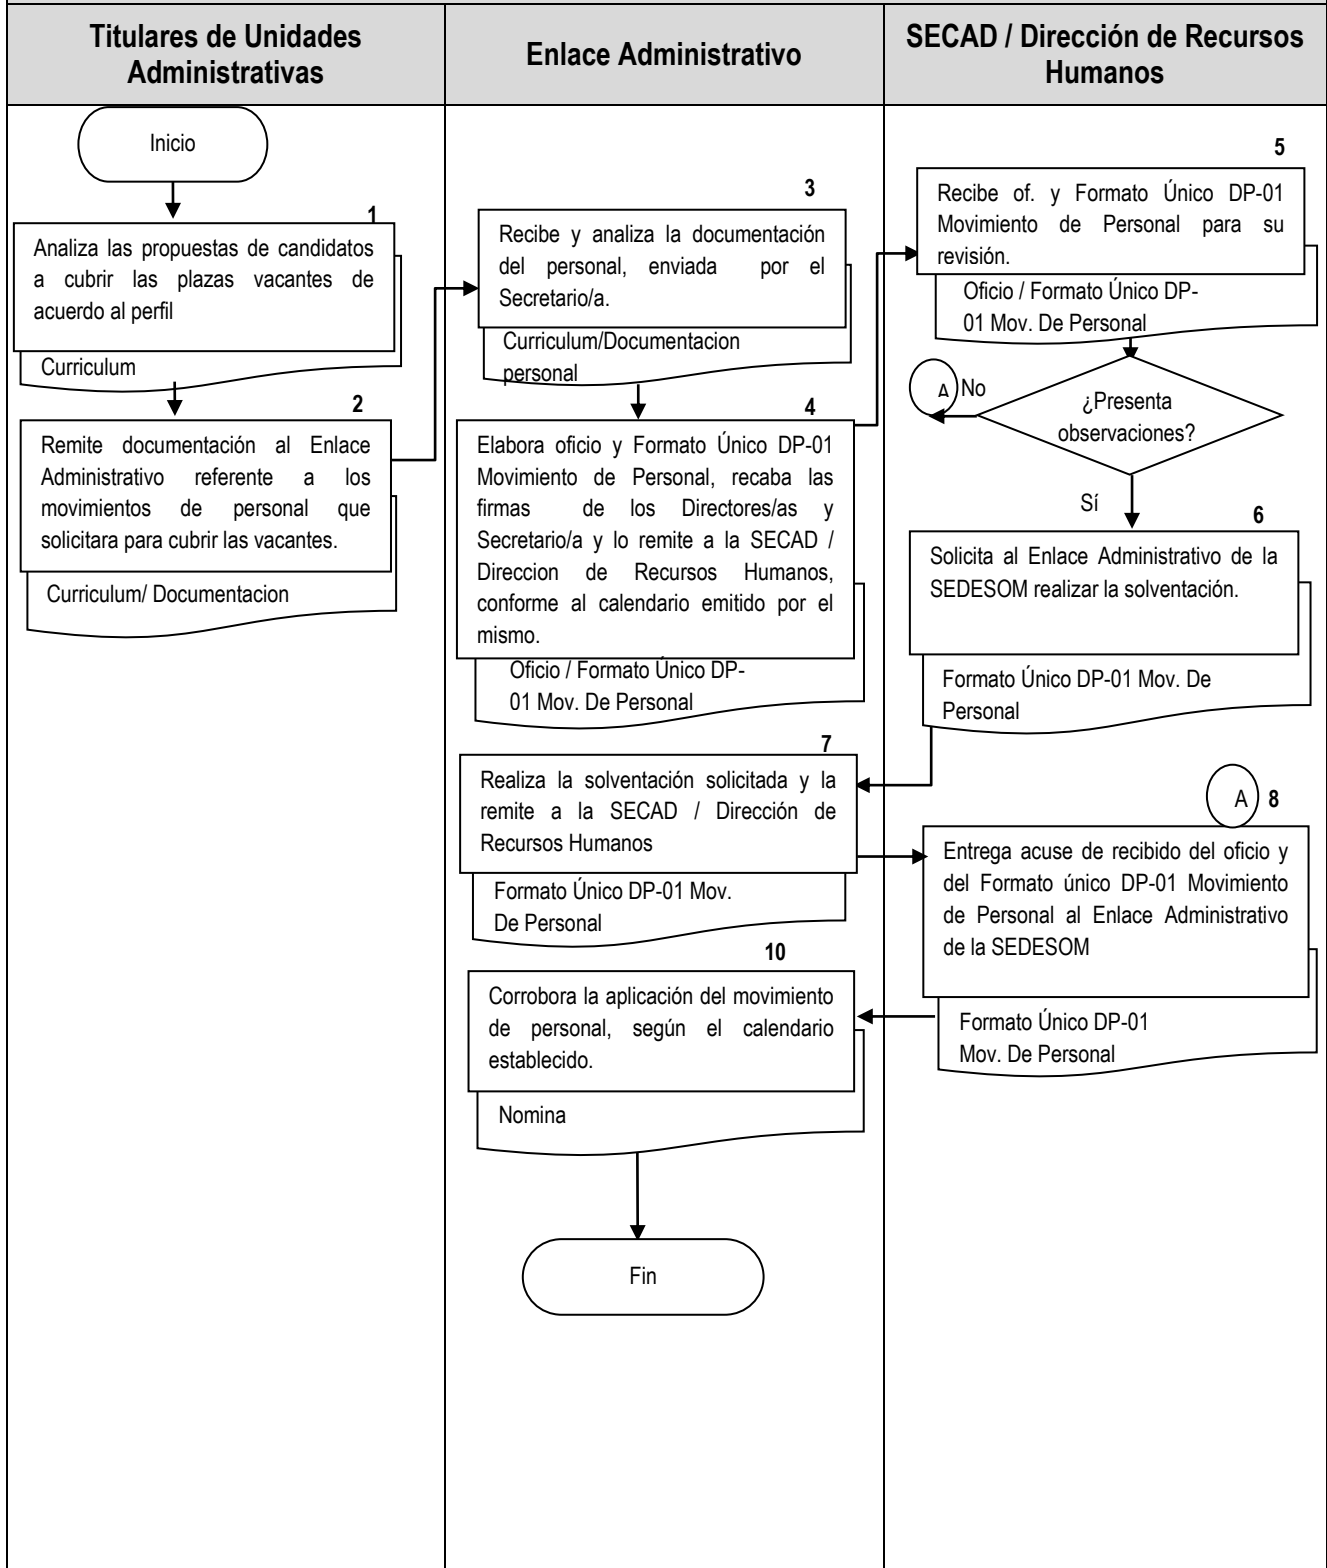 Titulares de Unidades
Administrativas
Enlace Administrativo
SECAD / Dirección de Recursos
Humanos
Inicio
1
Analiza las propuestas de candidatos
a cubrir las plazas vacantes de
acuerdo al perfil
Curriculum
2
Remite documentación al Enlace
Administrativo referente a los
movimientos de personal que
solicitara para cubrir las vacantes.
Curriculum/ Documentacion
3
Recibe y analiza la documentación
del personal, enviada por el
Secretario/a.
Curriculum/Documentacion
personal
4
Elabora oficio y Formato Único DP-01
Movimiento de Personal, recaba las
firmas de los Directores/as y
Secretario/a y lo remite a la SECAD /
Direccion de Recursos Humanos,
conforme al calendario emitido por el
mismo.
Oficio / Formato Único DP-
01 Mov. De Personal
5
Recibe of. y Formato Único DP-01
Movimiento de Personal para su
revisión.
Oficio / Formato Único DP-
01 Mov. De Personal
¿Presenta
observaciones?
No
A
Sí
6
Solicita al Enlace Administrativo de la
SEDESOM realizar la solventación.
Formato Único DP-01 Mov. De
Personal
7
Realiza la solventación solicitada y la
remite a la SECAD / Dirección de
Recursos Humanos
Formato Único DP-01 Mov.
De Personal
A
8
Entrega acuse de recibido del oficio y
del Formato único DP-01 Movimiento
de Personal al Enlace Administrativo
de la SEDESOM
Formato Único DP-01
Mov. De Personal
10
Corrobora la aplicación del movimiento
de personal, según el calendario
establecido.
Nomina
Fin